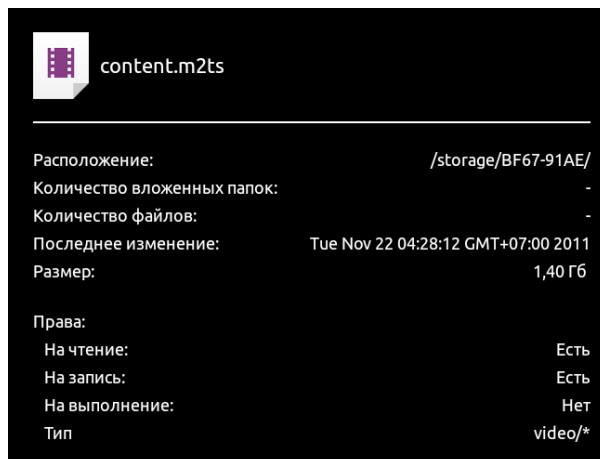 content.m2ts
Расположение: /storage/BF67-91AE/
Количество вложенных папок: -
Количество файлов: -
Последнее изменение: Tue Nov 22 04:28:12 GMT+07:00 2011
Размер: 1,40 Гб
Права:
На чтение: Есть
На запись: Есть
На выполнение: Нет
Тип video/*